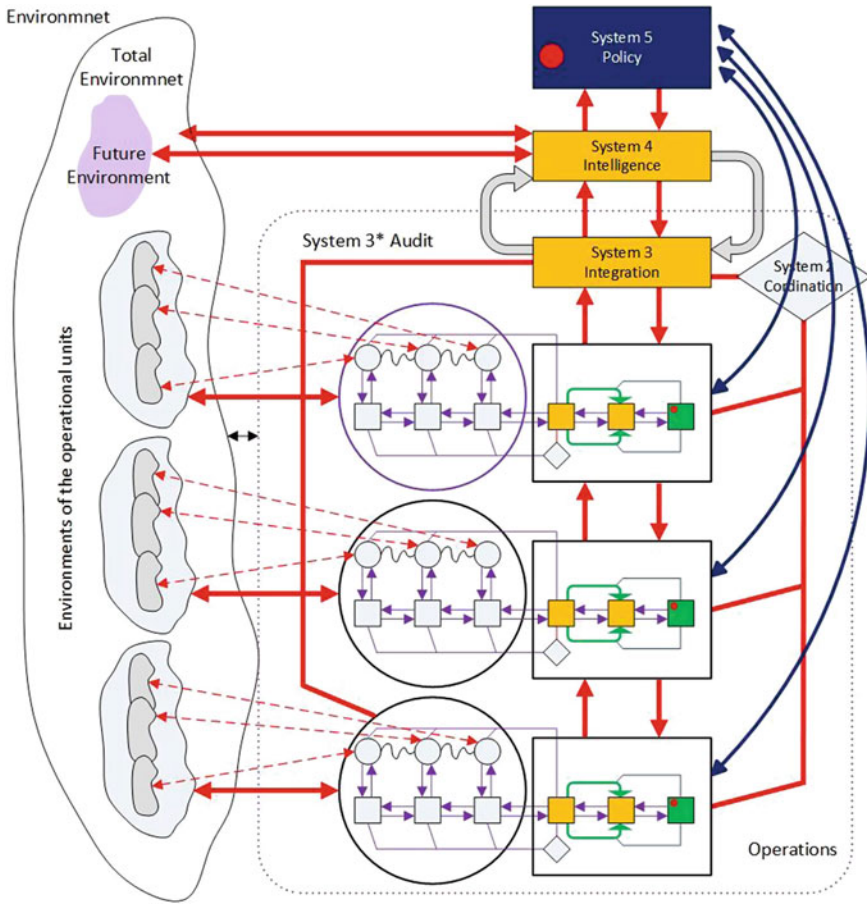 Environmnet
Total
Environmnet
Future
Environment
Environments of the operational units
System 5
Policy
System 4
Intelligence
System 3* Audit
System 3
Integration
System 2
Cordination
Operations